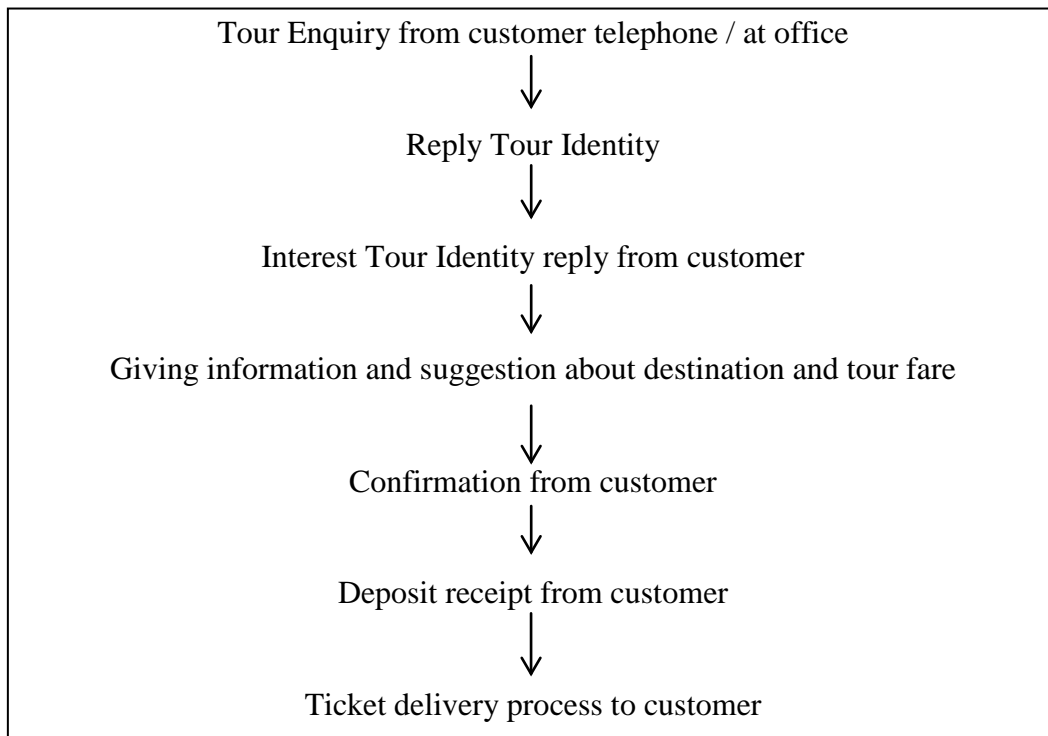 Tour Enquiry from customer telephone / at office
Reply Tour Identity
Interest Tour Identity reply from customer
Giving information and suggestion about destination and tour fare
Confirmation from customer
Deposit receipt from customer
Ticket delivery process to customer